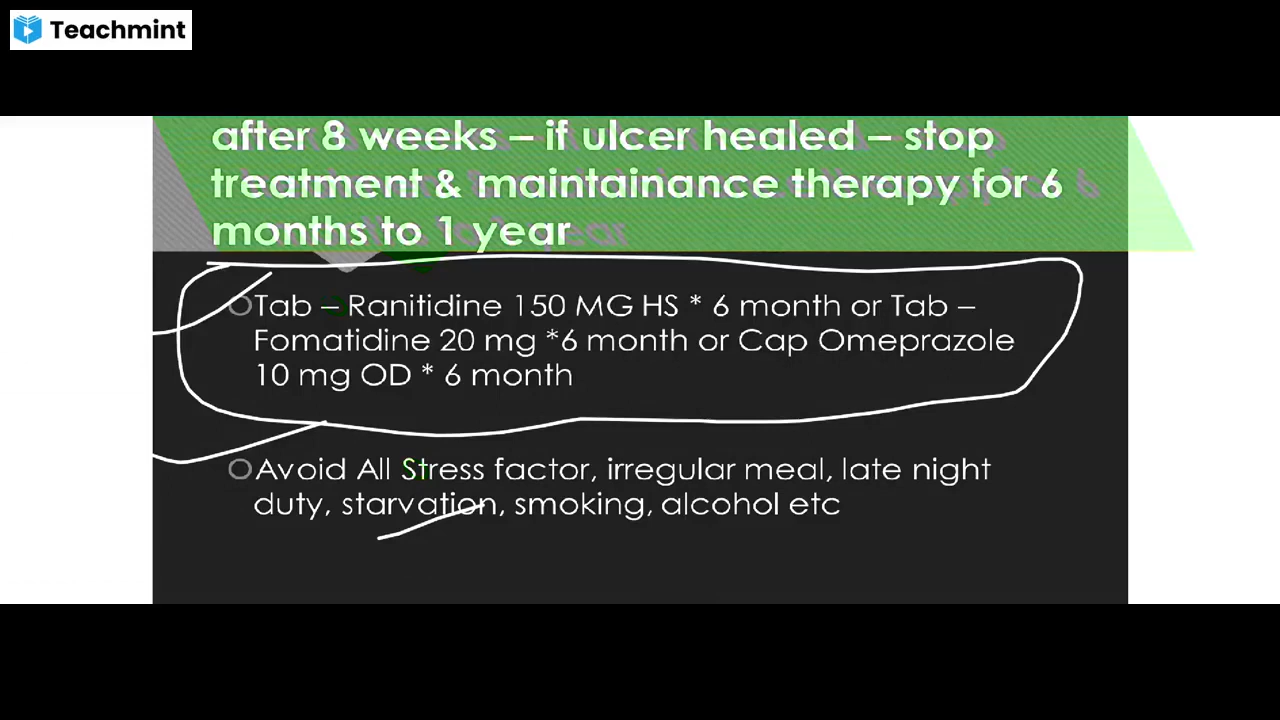 Teachmint
after 8 weeks – if ulcer healed – stop
treatment & maintainance therapy for 6
months to 1 year
Tab – Ranitidine 150 MG HS * 6 month or Tab –
Fomatidine 20 mg *6 month or Cap Omeprazole
10 mg OD * 6 month
Avoid All Stress factor, irregular meal, late night
duty, starvation, smoking, alcohol etc